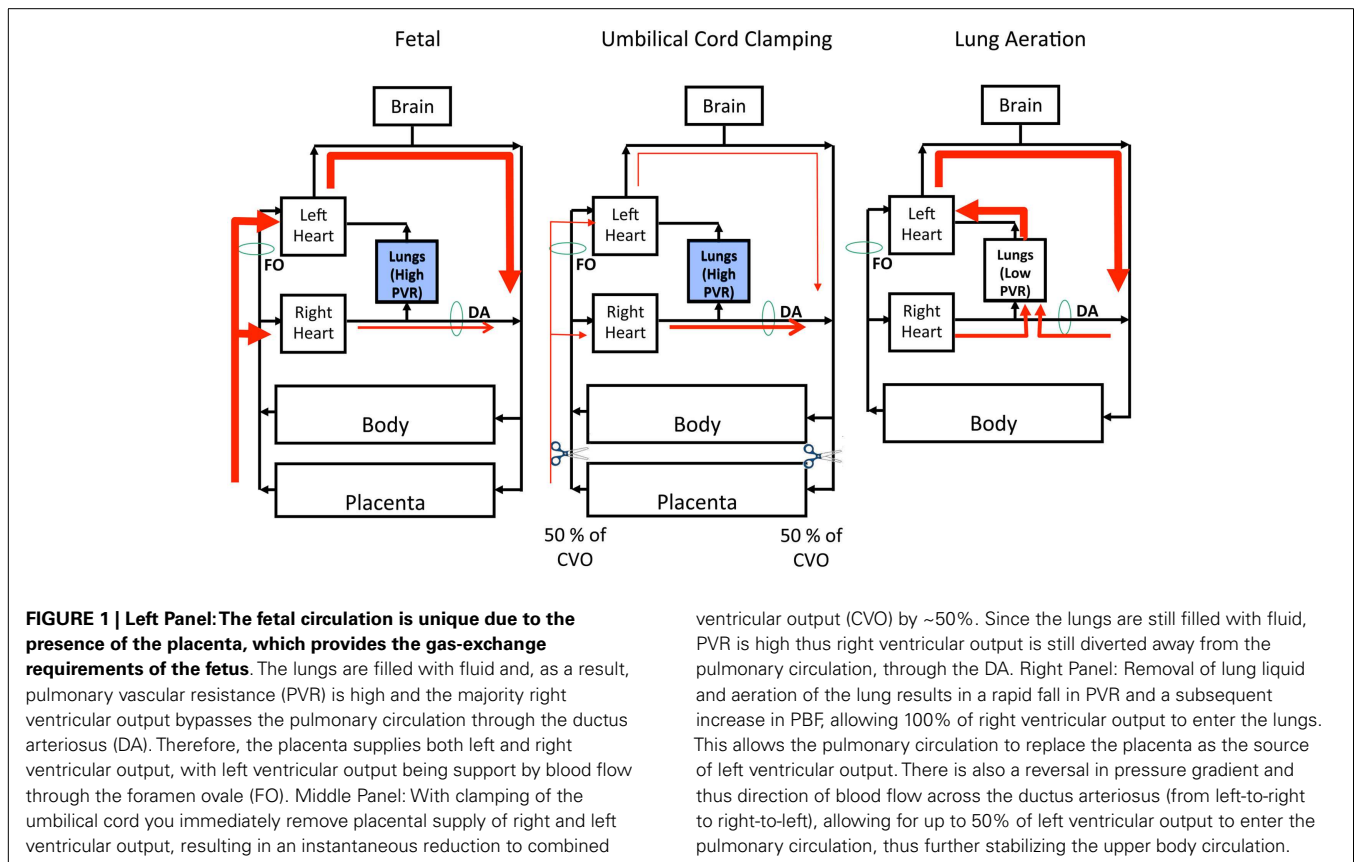 Fetal
Umbilical Cord Clamping
Lung Aeration
Brain
Left
Heart
FO
Lungs
(High
PVR)
Right
Heart
DA
Body
Placenta
Brain
Left
Heart
FO
Lungs
(High
PVR)
Right
Heart
DA
Body
Placenta
50 % of
CVO
50 % of
CVO
Brain
Left
Heart
FO
Lungs
(Low
PVR)
Right
Heart
DA
Body
FIGURE 1 | Left Panel: The fetal circulation is unique due to the
presence of the placenta, which provides the gas-exchange
requirements of the fetus. The lungs are filled with fluid and, as a result,
pulmonary vascular resistance (PVR) is high and the majority right
ventricular output bypasses the pulmonary circulation through the ductus
arteriosus (DA). Therefore, the placenta supplies both left and right
ventricular output, with left ventricular output being support by blood flow
through the foramen ovale (FO). Middle Panel: With clamping of the
umbilical cord you immediately remove placental supply of right and left
ventricular output, resulting in an instantaneous reduction to combined
ventricular output (CVO) by ~50%. Since the lungs are still filled with fluid,
PVR is high thus right ventricular output is still diverted away from the
pulmonary circulation, through the DA. Right Panel: Removal of lung liquid
and aeration of the lung results in a rapid fall in PVR and a subsequent
increase in PBF, allowing 100% of right ventricular output to enter the lungs.
This allows the pulmonary circulation to replace the placenta as the source
of left ventricular output. There is also a reversal in pressure gradient and
thus direction of blood flow across the ductus arteriosus (from left-to-right
to right-to-left), allowing for up to 50% of left ventricular output to enter the
pulmonary circulation, thus further stabilizing the upper body circulation.